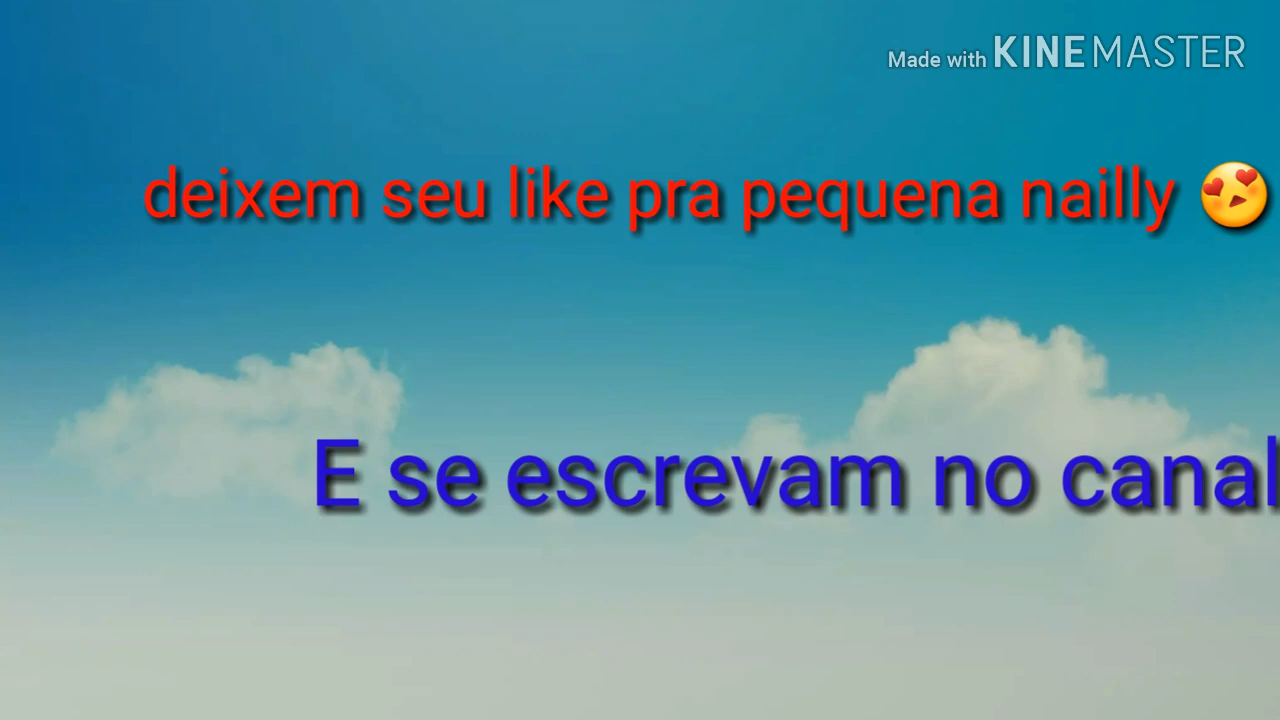 Made with KINEMASTER
deixem seu like pra pequena nailly 😍
E se escrevam no canal